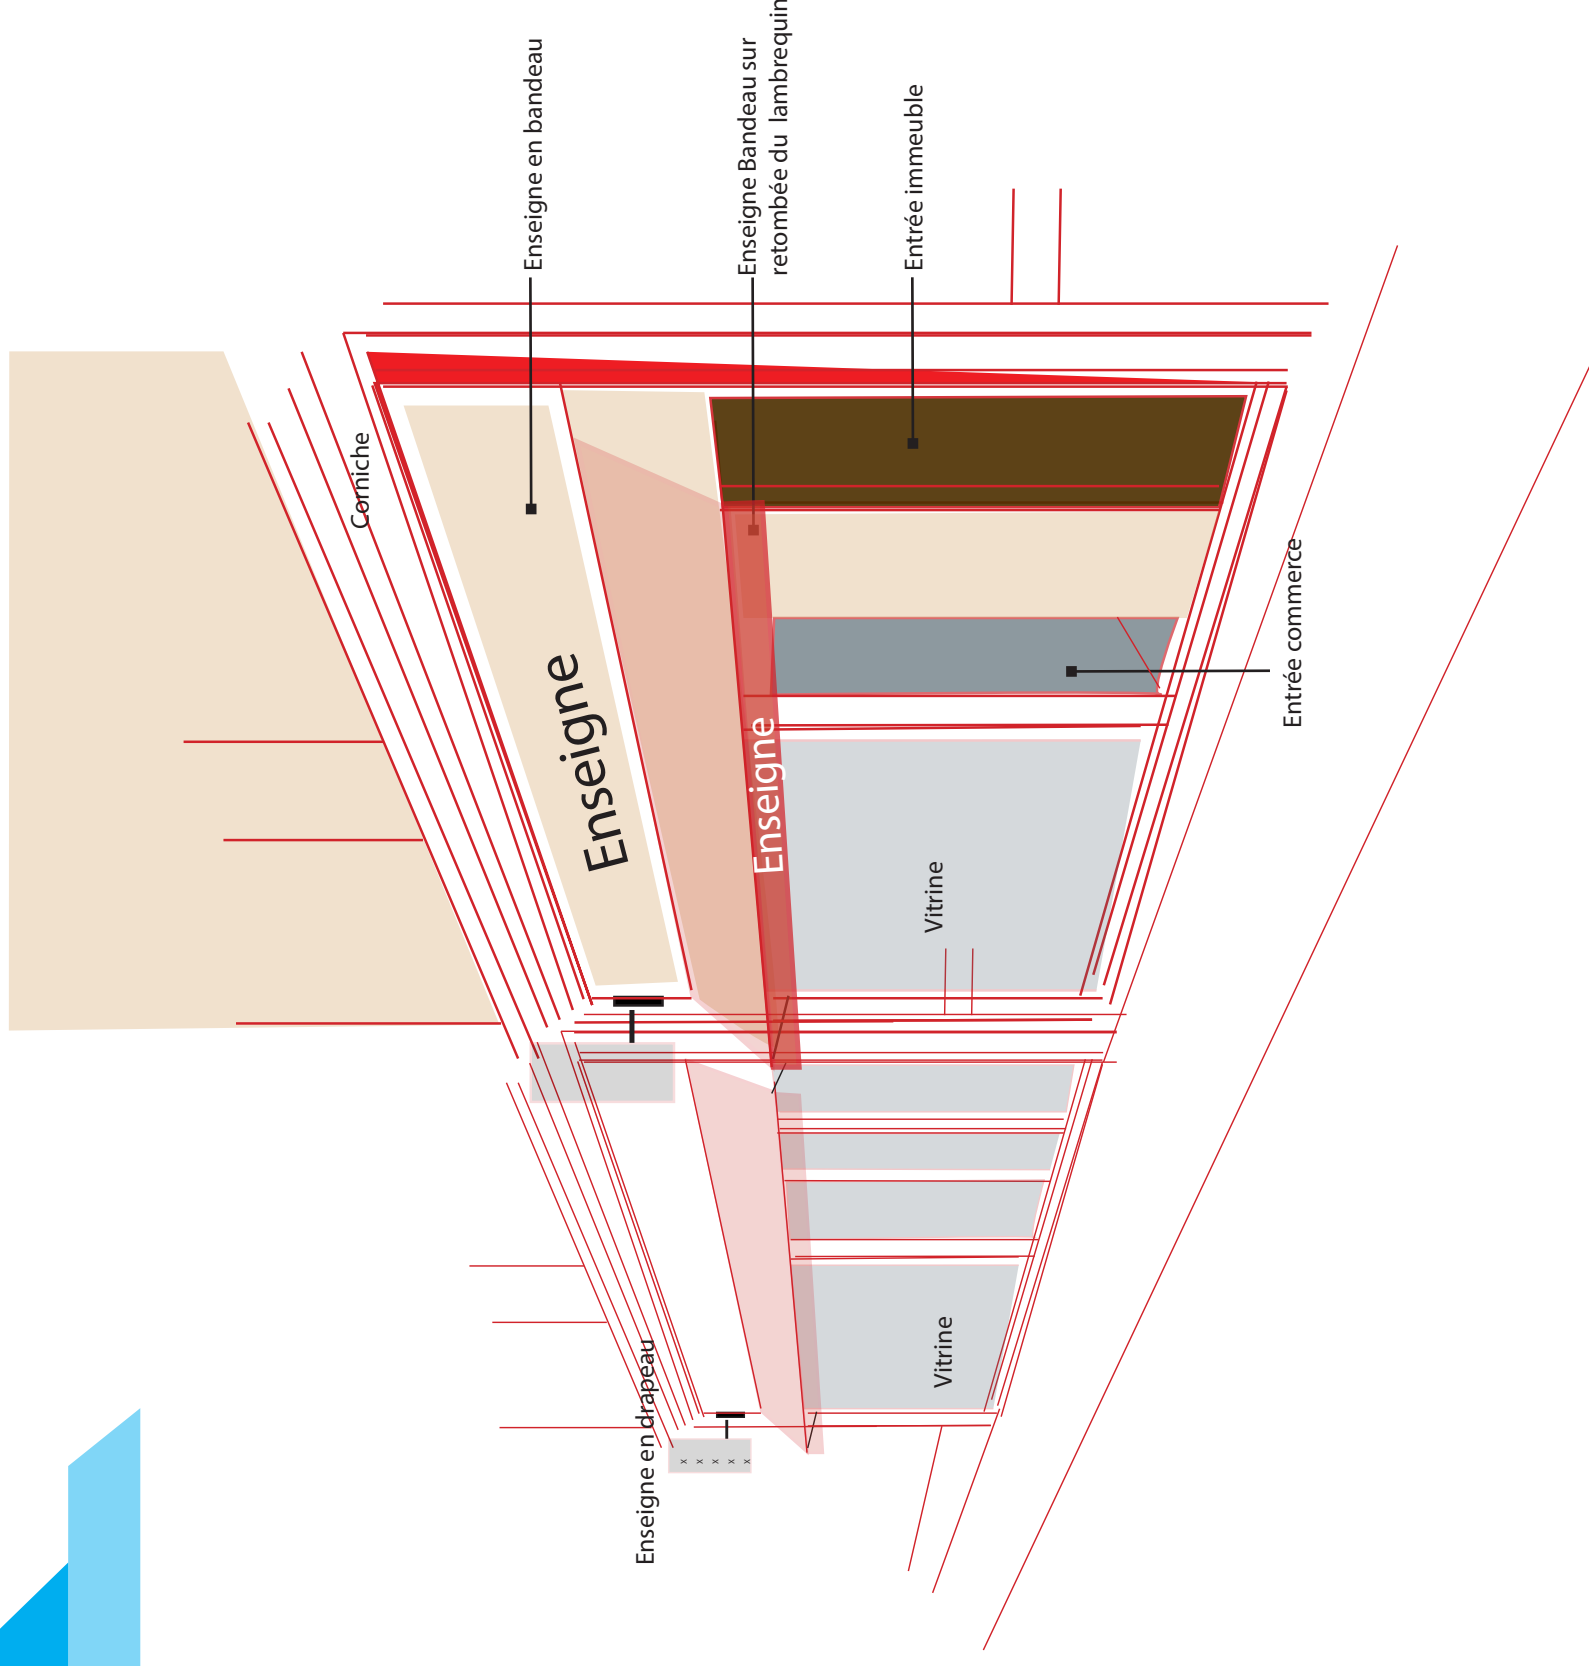 Enseigne en drapeau
Corniche
Enseigne en bandeau
Enseigne
Enseigne Bandeau sur
retombée du lambrequin
Enseigne
Entrée immeuble
Vitrine
Vitrine
Entrée commerce
x x x x x